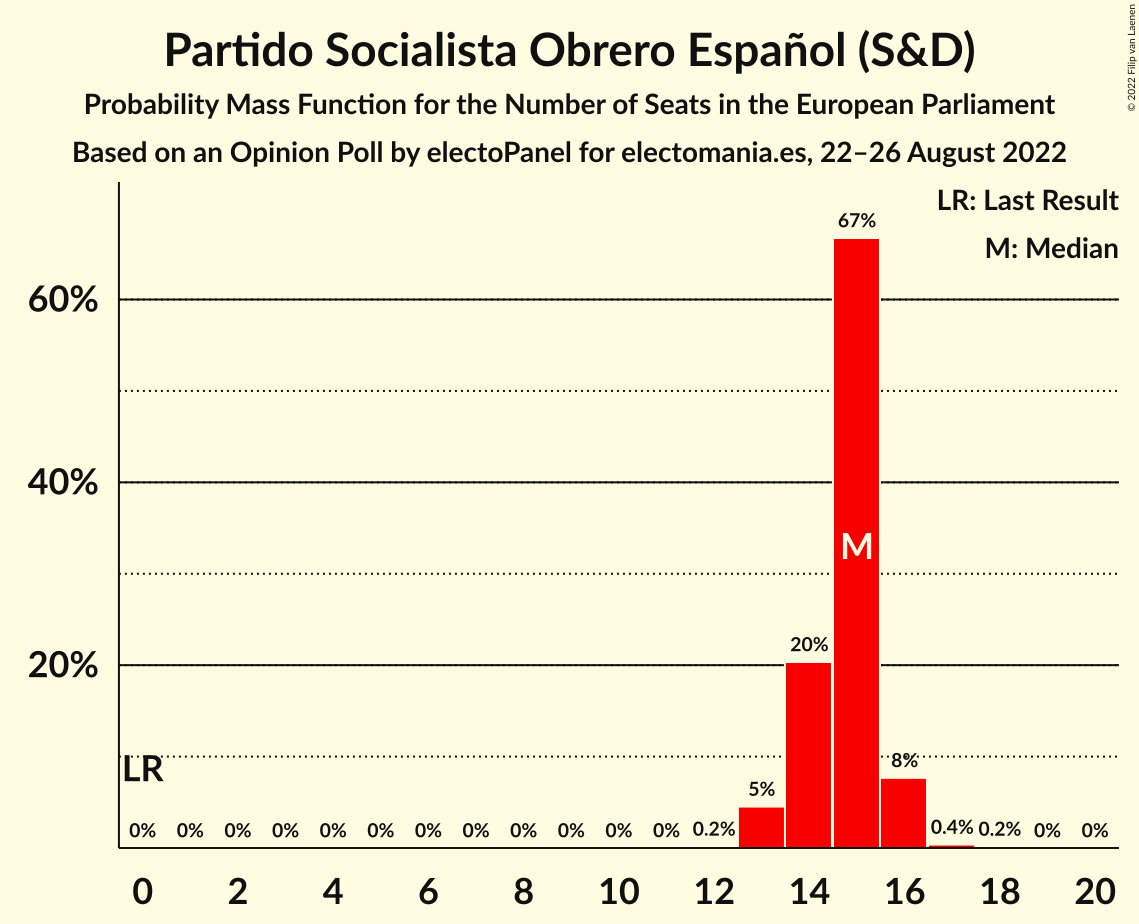 Partido Socialista Obrero Español (S&D)
Probability Mass Function for the Number of Seats in the European Parliament
Based on an Opinion Poll by electoPanel for electomania.es, 22–26 August 2022
© 2022 Filip van Laenen
LR: Last Result
M: Median
67%
60%
40%
M
20%
20%
LR
8%
5%
0% 0% 0% 0% 0% 0% 0% 0% 0% 0% 0% 0% 0.2% 0.4% 0.2% 0% 0%
0 2 4 6 8 10 12 14 16 18 20